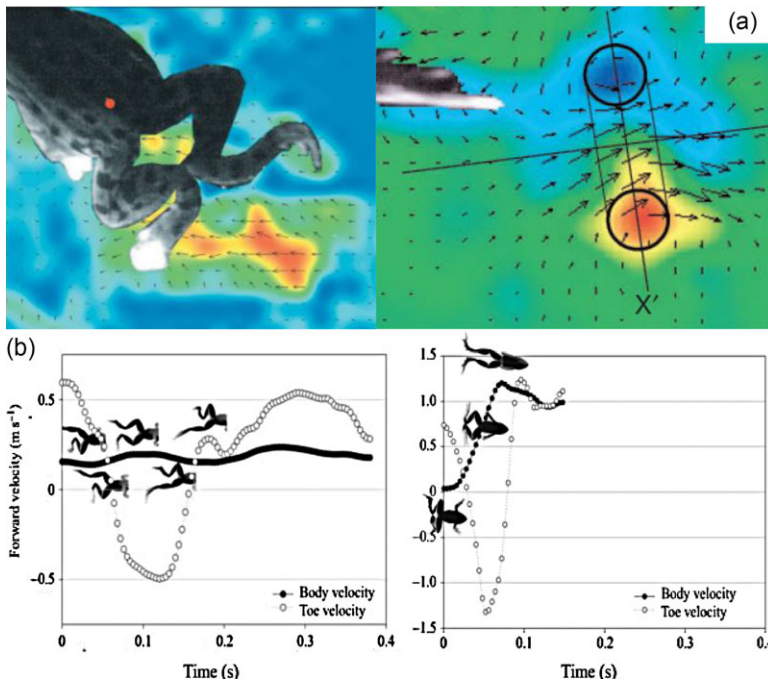 (a)
X'
(b)
Forward velocity (m s⁻¹)
0.5
0
−0.5
Body velocity
Toe velocity
0 0.1 0.2 0.3 0.4
Time (s)
1.5
1.0
0.5
0
−0.5
−1.0
−1.5
Body velocity
Toe velocity
0 0.1 0.2 0.3 0.4
Time (s)